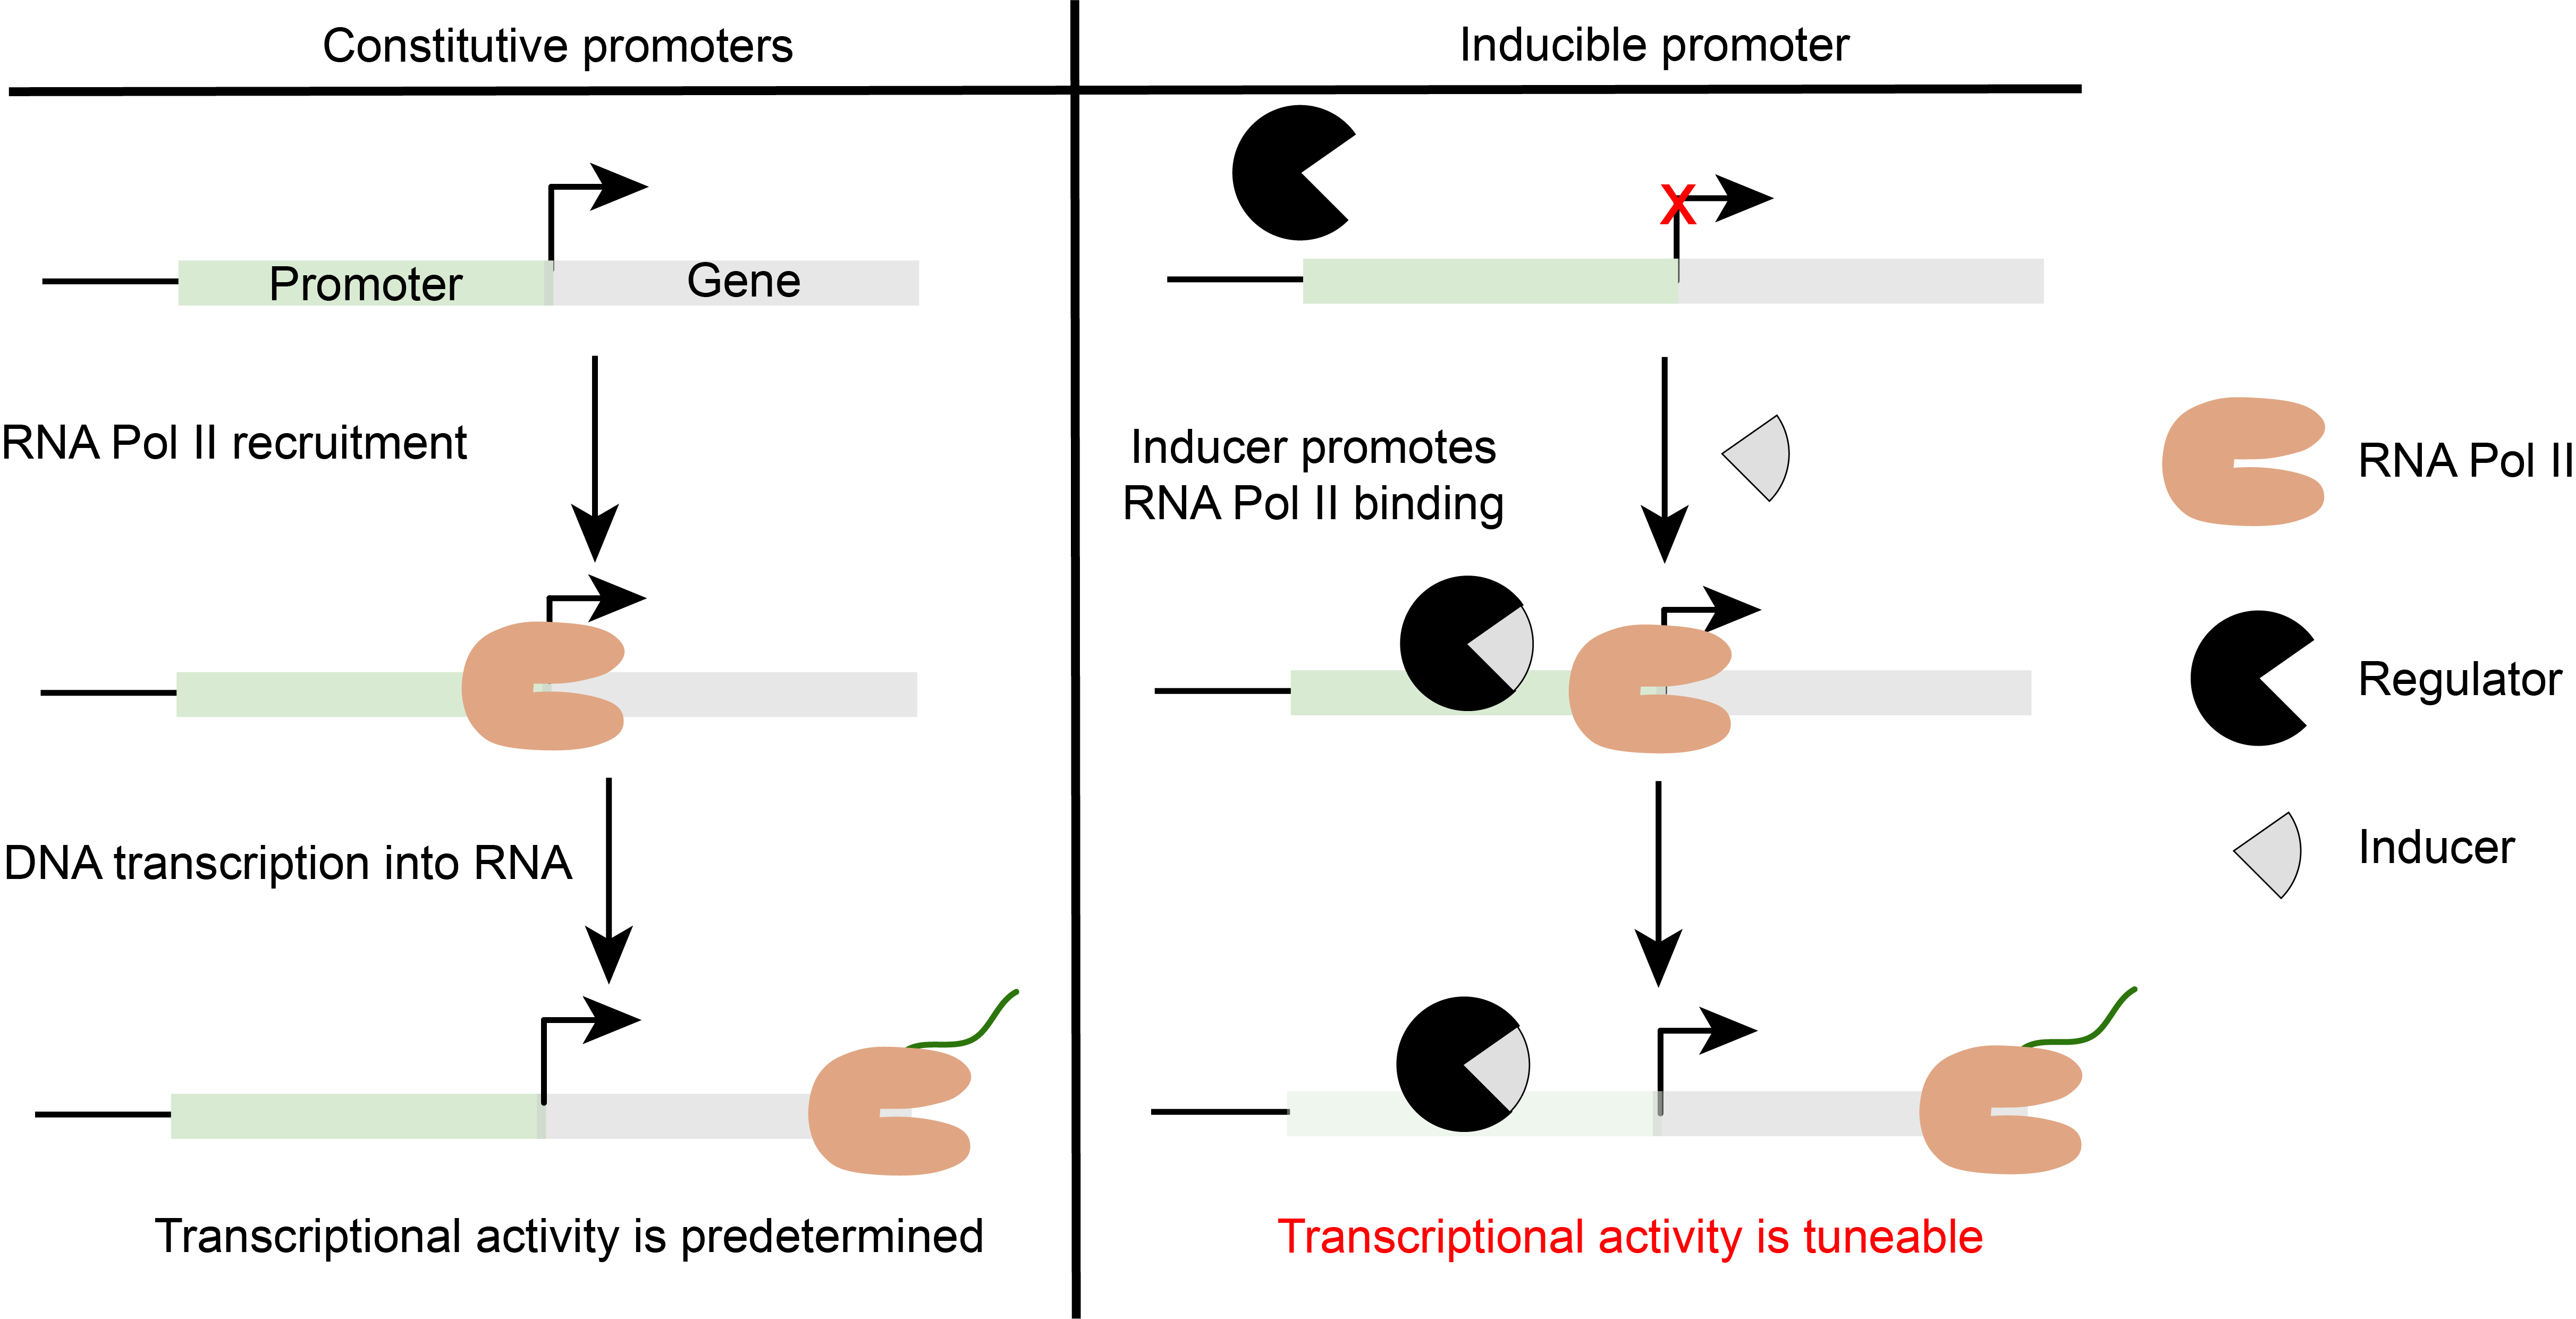 Constitutive promoters
Inducible promoter
X
Promoter
Gene
RNA Pol II recruitment
Inducer promotes
RNA Pol II binding
DNA transcription into RNA
Transcriptional activity is predetermined
Transcriptional activity is tuneable
RNA Pol II
Regulator
Inducer